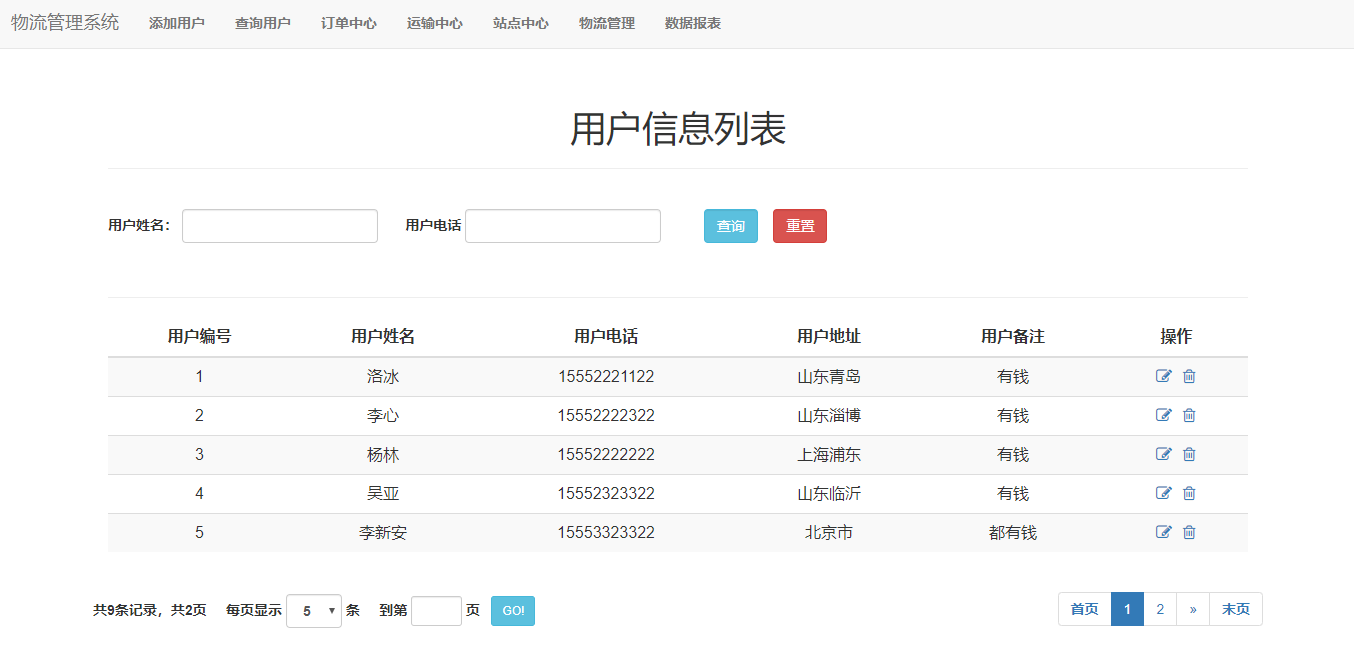 物流管理系统 添加用户 查询用户 订单中心 运输中心 站点中心 物流管理 数据报表
用户信息列表
用户姓名: 用户电话 查询 重置
用户编号 用户姓名 用户电话 用户地址 用户备注 操作
1 洛冰 15552221122 山东青岛 有钱
2 李心 15552222322 山东淄博 有钱
3 杨林 15552222222 上海浦东 有钱
4 吴亚 15552323322 山东临沂 有钱
5 李新安 15553323322 北京市 都有钱
共9条记录，共2页 每页显示 5 条 到第 页 GO! 首页 1 2 » 末页